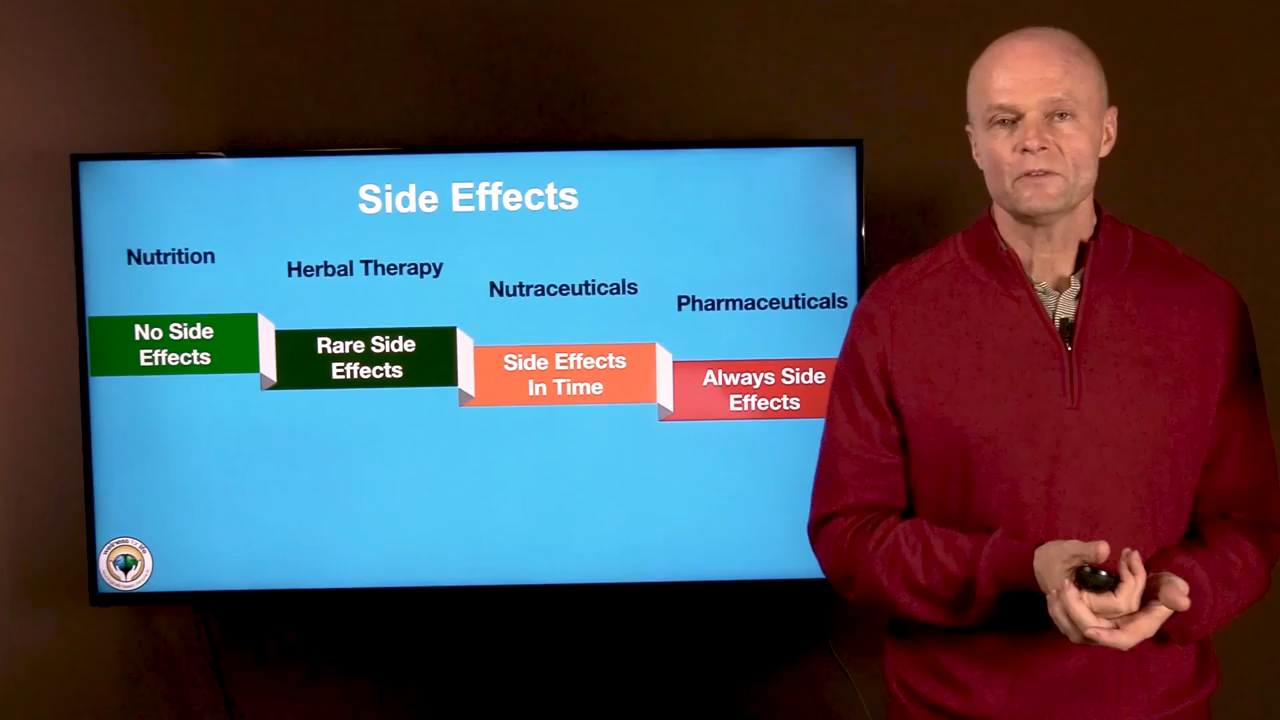 Side Effects
Nutrition
Herbal Therapy
Nutraceuticals
Pharmaceuticals
No Side
Effects
Rare Side
Effects
Side Effects
In Time
Always Side
Effects